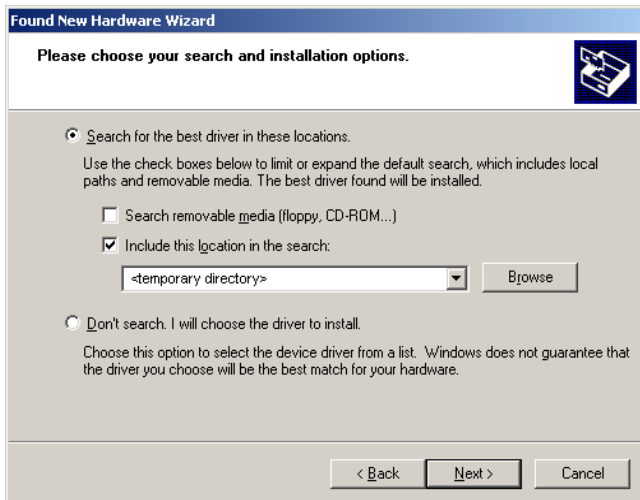 Found New Hardware Wizard
Please choose your search and installation options.
Search for the best driver in these locations.
Use the check boxes below to limit or expand the default search, which includes local
paths and removable media. The best driver found will be installed.
Search removable media (floppy, CD-ROM...)
Include this location in the search:
<temporary directory>
Browse
Don't search. I will choose the driver to install.
Choose this option to select the device driver from a list. Windows does not guarantee that
the driver you choose will be the best match for your hardware.
< Back
Next >
Cancel